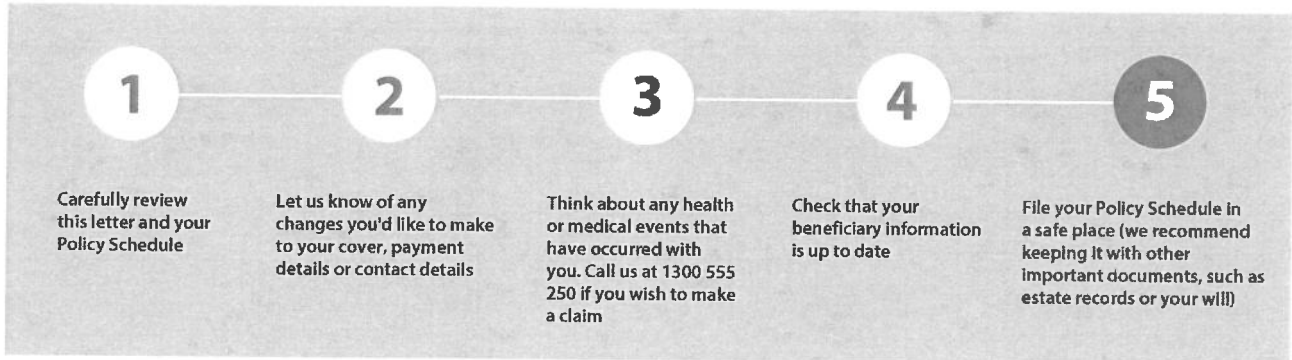 1
2
3
4
5
Carefully review
this letter and your
Policy Schedule
Let us know of any
changes you'd like to make
to your cover, payment
details or contact details
Think about any health
or medical events that
have occurred with
you. Call us at 1300 555
250 if you wish to make
a claim
Check that your
beneficiary information
is up to date
File your Policy Schedule in
a safe place (we recommend
keeping it with other
important documents, such as
estate records or your will)